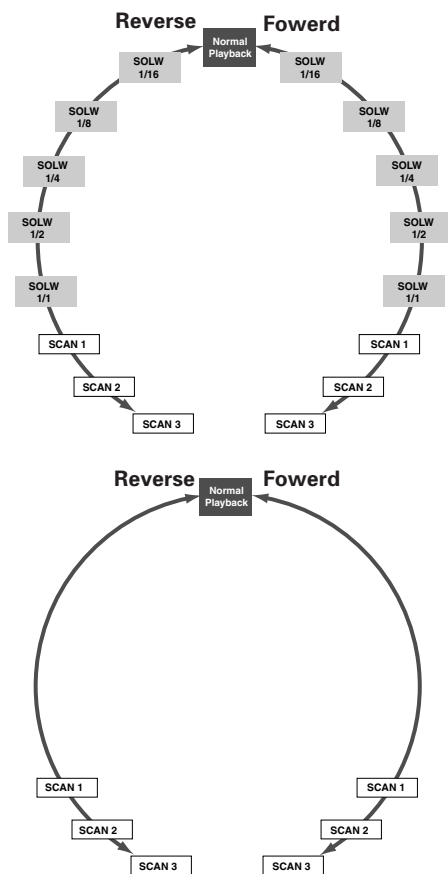 Reverse
Fowerd
Normal
Playback
SOLW
1/16
SOLW
1/16
SOLW
1/8
SOLW
1/8
SOLW
1/4
SOLW
1/4
SOLW
1/2
SOLW
1/2
SOLW
1/1
SOLW
1/1
SCAN 1
SCAN 1
SCAN 2
SCAN 2
SCAN 3
SCAN 3
Reverse
Fowerd
Normal
Playback
SCAN 1
SCAN 1
SCAN 2
SCAN 2
SCAN 3
SCAN 3